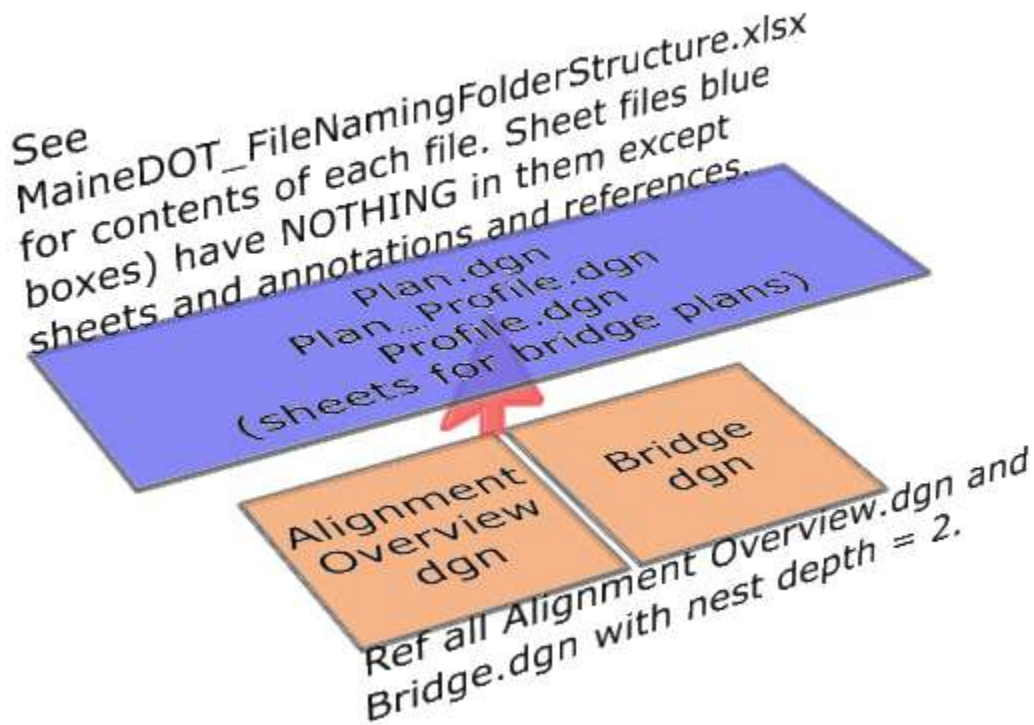 See
MaineDOT_FileNamingFolderStructure.xlsx
for contents of each file. Sheet files blue
boxes) have NOTHING in them except
sheets and annotations and references.
Plan.dgn
Plan_Profile.dgn
Profile.dgn
(sheets for bridge plans)
Alignment
Overview
dgn
Bridge
dgn
Ref all Alignment Overview.dgn and
Bridge.dgn with nest depth = 2.